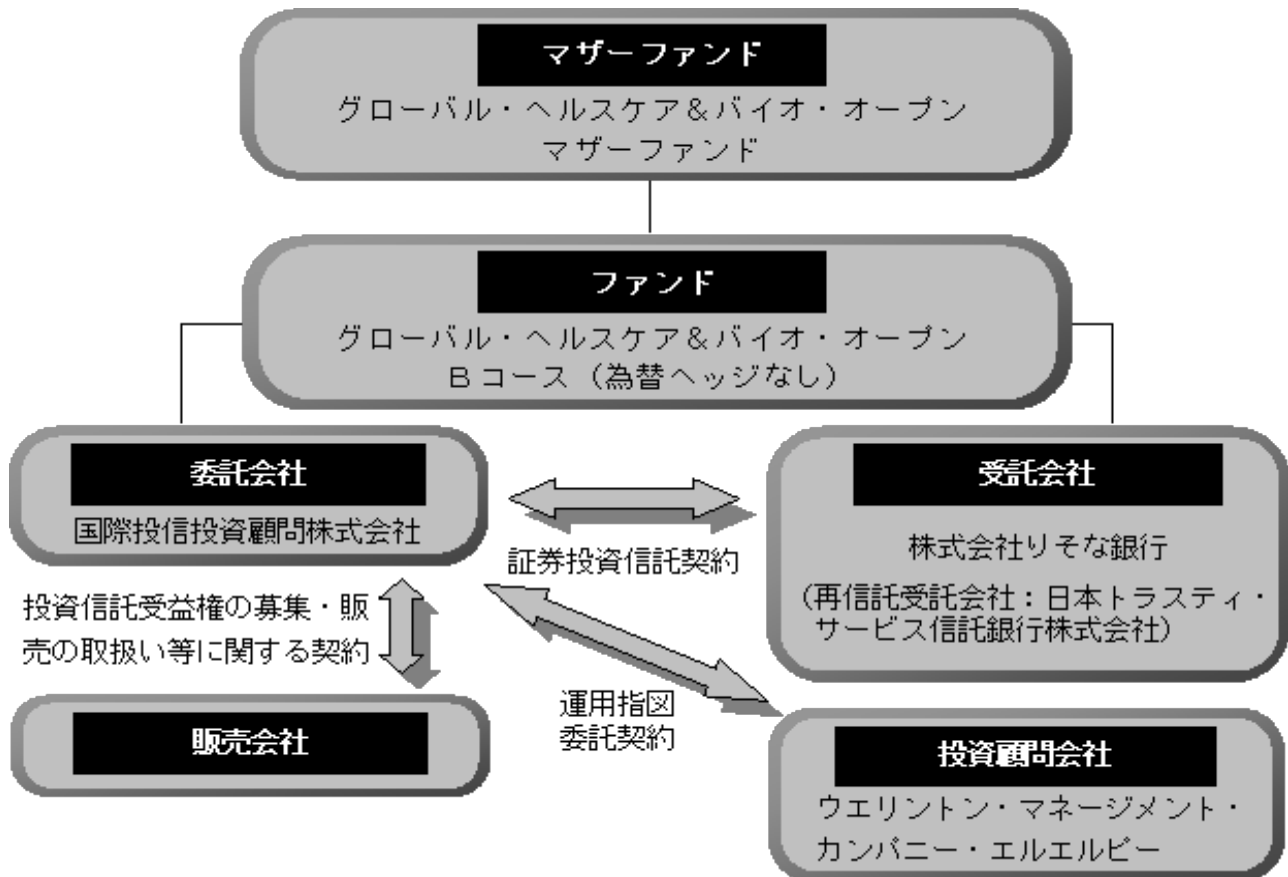 マザーファンド
グローバル・ヘルスケア＆バイオ・オープン
マザーファンド
ファンド
グローバル・ヘルスケア＆バイオ・オープン
Ｂコース（為替ヘッジなし）
委託会社
国際投信投資顧問株式会社
受託会社
株式会社りそな銀行
（再信託受託会社：日本トラスティ・
サービス信託銀行株式会社）
証券投資信託契約
投資信託受益権の募集・販
売の取扱い等に関する契約
運用指図
委託契約
販売会社
投資顧問会社
ウエリントン・マネージメント・
カンパニー・エルエルピー